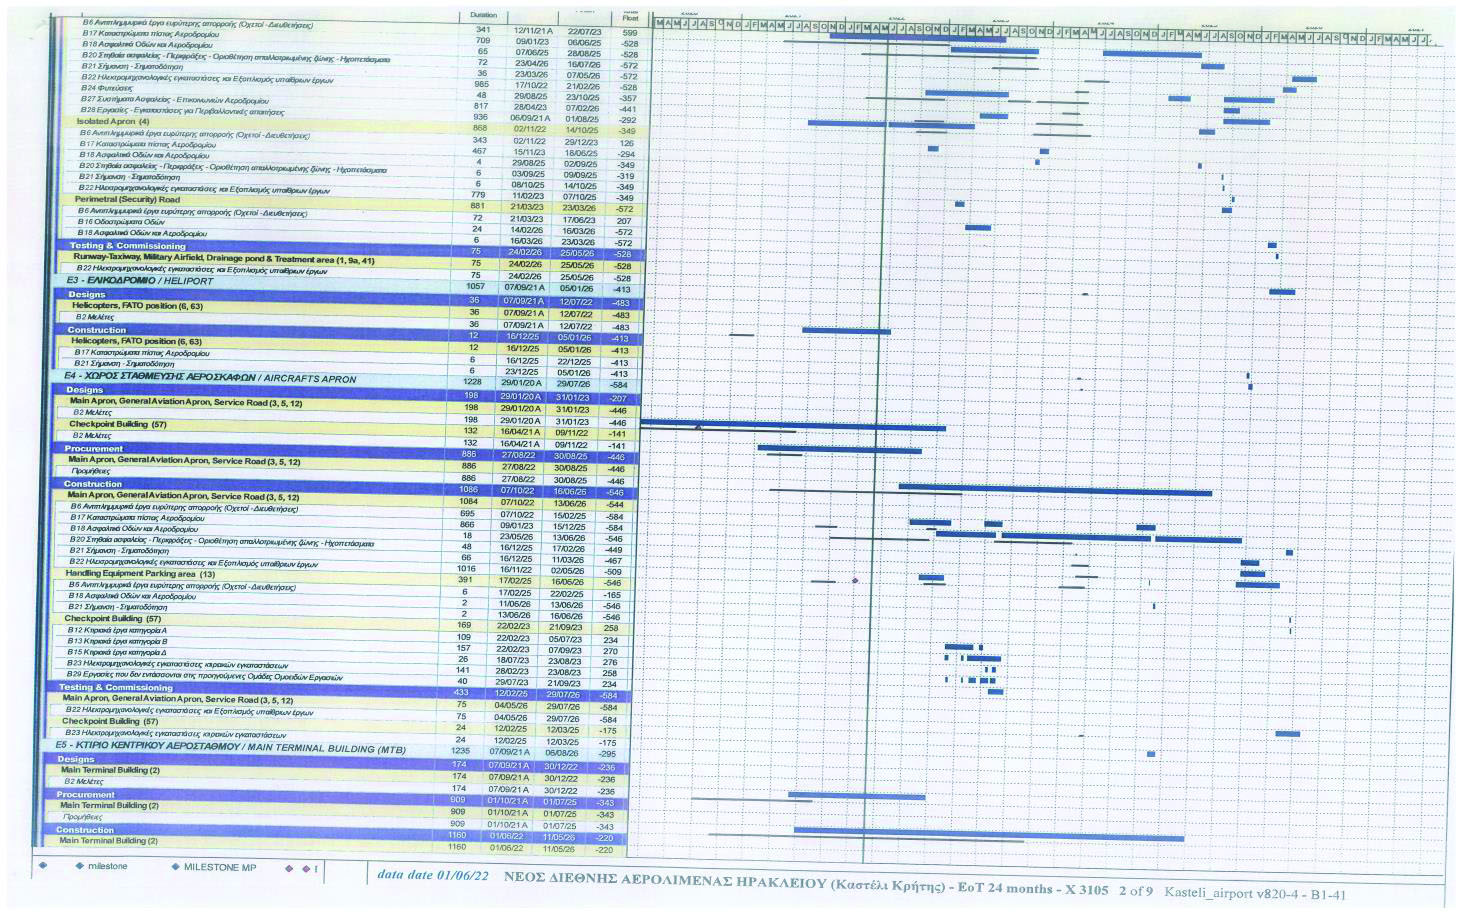 Duration Total Float
2021 2022 2023 2024 2025
M A M J J A S O N D J F M A M J J A S O N D J F M A M J J A S O N D J F M A M J J A S O N D J F M A M J J A S O N D J F M A M J J A S O N D J F M A M J J A S O N D
B6 Αντιπλημμυρικά έργα ευρύτερης απορροής (Οχετοί - Διευθετήσεις) 341 12/11/21 A 22/07/23 599
B17 Καταστρώματα πίστας Αεροδρομίου 709 09/01/23 06/06/25 -528
B18 Ασφαλτικά Οδών και Αεροδρομίου 65 07/06/25 28/08/25 -528
B20 Στηθαία ασφαλείας - Περιφράξεις - Οριοθέτηση απαλλοτριωμένης ζώνης - Ηχοπετάσματα 72 23/04/26 16/07/26 -572
B21 Σήμανση - Σηματοδότηση 36 23/03/26 07/05/26 -572
B22 Ηλεκτρομηχανολογικές εγκαταστάσεις και Εξοπλισμός υπαίθριων έργων 985 17/10/22 21/02/26 -528
B24 Φυτεύσεις 48 29/08/25 23/10/25 -357
B27 Συστήματα Ασφαλείας - Επικοινωνιών Αεροδρομίου 817 28/04/23 07/02/26 -441
B28 Εργασίες - Εγκαταστάσεις για Περιβαλλοντικές απαιτήσεις 936 06/09/21 A 01/08/25 -292
Isolated Apron (4) 868 02/11/22 14/10/25 -349
B6 Αντιπλημμυρικά έργα ευρύτερης απορροής (Οχετοί - Διευθετήσεις) 343 02/11/22 29/12/23 126
B17 Καταστρώματα πίστας Αεροδρομίου 467 15/11/23 18/06/25 -294
B18 Ασφαλτικά Οδών και Αεροδρομίου 4 29/08/25 02/09/25 -349
B20 Στηθαία ασφαλείας - Περιφράξεις - Οριοθέτηση απαλλοτριωμένης ζώνης - Ηχοπετάσματα 6 03/09/25 09/09/25 -319
B21 Σήμανση - Σηματοδότηση 6 08/10/25 14/10/25 -349
B22 Ηλεκτρομηχανολογικές εγκαταστάσεις και Εξοπλισμός υπαίθριων έργων 779 11/02/23 07/10/25 -349
Perimetral (Security) Road 881 21/03/23 23/03/26 -572
B6 Αντιπλημμυρικά έργα ευρύτερης απορροής (Οχετοί - Διευθετήσεις) 72 21/03/23 17/06/23 207
B16 Οδοστρώματα Οδών 24 14/02/26 16/03/26 -572
B18 Ασφαλτικά Οδών και Αεροδρομίου 6 16/03/26 23/03/26 -572
Testing & Commissioning 75 24/02/26 25/05/26 -528
Runway-Taxiway, Military Airfield, Drainage pond & Treatment area (1, 9a, 41) 75 24/02/26 25/05/26 -528
B22 Ηλεκτρομηχανολογικές εγκαταστάσεις και Εξοπλισμός υπαίθριων έργων 75 24/02/26 25/05/26 -528
E3 - ΕΛΙΚΟΔΡΟΜΙΟ / HELIPORT 1057 07/09/21 A 05/01/26 -413
Designs 36 07/09/21 A 12/07/22 -483
Helicopters, FATO position (6, 63) 36 07/09/21 A 12/07/22 -483
B2 Μελέτες 36 07/09/21 A 12/07/22 -483
Construction 12 16/12/25 05/01/26 -413
Helicopters, FATO position (6, 63) 12 16/12/25 05/01/26 -413
B17 Καταστρώματα πίστας Αεροδρομίου 6 16/12/25 22/12/25 -413
B21 Σήμανση - Σηματοδότηση 6 23/12/25 05/01/26 -413
E4 - ΧΩΡΟΣ ΣΤΑΘΜΕΥΣΗΣ ΑΕΡΟΣΚΑΦΩΝ / AIRCRAFTS APRON 1228 29/01/20 A 29/07/26 -584
Designs 198 29/01/20 A 31/01/23 -207
Main Apron, General Aviation Apron, Service Road (3, 5, 12) 198 29/01/20 A 31/01/23 -446
B2 Μελέτες 198 29/01/20 A 31/01/23 -446
Checkpoint Building (57) 132 16/04/21 A 09/11/22 -141
B2 Μελέτες 132 16/04/21 A 09/11/22 -141
Procurement 886 27/08/22 30/08/25 -446
Main Apron, General Aviation Apron, Service Road (3, 5, 12) 886 27/08/22 30/08/25 -446
Προμήθειες 886 27/08/22 30/08/25 -446
Construction 1086 07/10/22 16/06/26 -546
Main Apron, General Aviation Apron, Service Road (3, 5, 12) 1084 07/10/22 13/06/26 -544
B6 Αντιπλημμυρικά έργα ευρύτερης απορροής (Οχετοί - Διευθετήσεις) 695 07/10/22 15/02/25 -584
B17 Καταστρώματα πίστας Αεροδρομίου 866 09/01/23 15/12/25 -584
B18 Ασφαλτικά Οδών και Αεροδρομίου 18 23/05/26 13/06/26 -546
B20 Στηθαία ασφαλείας - Περιφράξεις - Οριοθέτηση απαλλοτριωμένης ζώνης - Ηχοπετάσματα 48 16/12/25 17/02/26 -449
B21 Σήμανση - Σηματοδότηση 66 16/12/25 11/03/26 -467
B22 Ηλεκτρομηχανολογικές εγκαταστάσεις και Εξοπλισμός υπαίθριων έργων 1016 16/11/22 02/05/26 -509
Handling Equipment Parking area (13) 391 17/02/25 16/06/26 -546
B6 Αντιπλημμυρικά έργα ευρύτερης απορροής (Οχετοί - Διευθετήσεις) 6 17/02/25 22/02/25 -165
B18 Ασφαλτικά Οδών και Αεροδρομίου 2 11/06/26 13/06/26 -546
B21 Σήμανση - Σηματοδότηση 2 13/06/26 16/06/26 -546
Checkpoint Building (57) 169 22/02/23 21/09/23 258
B12 Κτιριακά έργα κατηγορία Α 109 22/02/23 05/07/23 234
B13 Κτιριακά έργα κατηγορία Β 157 22/02/23 07/09/23 270
B15 Κτιριακά έργα κατηγορία Δ 26 18/07/23 23/08/23 276
B23 Ηλεκτρομηχανολογικές εγκαταστάσεις κτιριακών εγκαταστάσεων 141 28/02/23 23/08/23 258
B29 Εργασίες που δεν εντάσσονται στις προηγούμενες Ομάδες Ομοειδών Εργασιών 40 29/07/23 21/09/23 234
Testing & Commissioning 433 12/02/25 29/07/26 -584
Main Apron, General Aviation Apron, Service Road (3, 5, 12) 75 04/05/26 29/07/26 -584
B22 Ηλεκτρομηχανολογικές εγκαταστάσεις και Εξοπλισμός υπαίθριων έργων 75 04/05/26 29/07/26 -584
Checkpoint Building (57) 24 12/02/25 12/03/25 -175
B23 Ηλεκτρομηχανολογικές εγκαταστάσεις κτιριακών εγκαταστάσεων 24 12/02/25 12/03/25 -175
E5 - ΚΤΙΡΙΟ ΚΕΝΤΡΙΚΟΥ ΑΕΡΟΣΤΑΘΜΟΥ / MAIN TERMINAL BUILDING (MTB) 1235 07/09/21 A 06/08/26 -295
Designs 174 07/09/21 A 30/12/22 -236
Main Terminal Building (2) 174 07/09/21 A 30/12/22 -236
B2 Μελέτες 174 07/09/21 A 30/12/22 -236
Procurement 909 01/10/21 A 01/07/25 -343
Main Terminal Building (2) 909 01/10/21 A 01/07/25 -343
Προμήθειες 909 01/10/21 A 01/07/25 -343
Construction 1160 01/06/22 11/05/26 -220
Main Terminal Building (2) 1160 01/06/22 11/05/26 -220
milestone MILESTONE MP
data date 01/06/22 ΝΕΟΣ ΔΙΕΘΝΗΣ ΑΕΡΟΛΙΜΕΝΑΣ ΗΡΑΚΛΕΙΟΥ (Καστέλι Κρήτης) - EoT 24 months - X 3105 2 of 9 Kasteli_airport v820-4 - B1-41